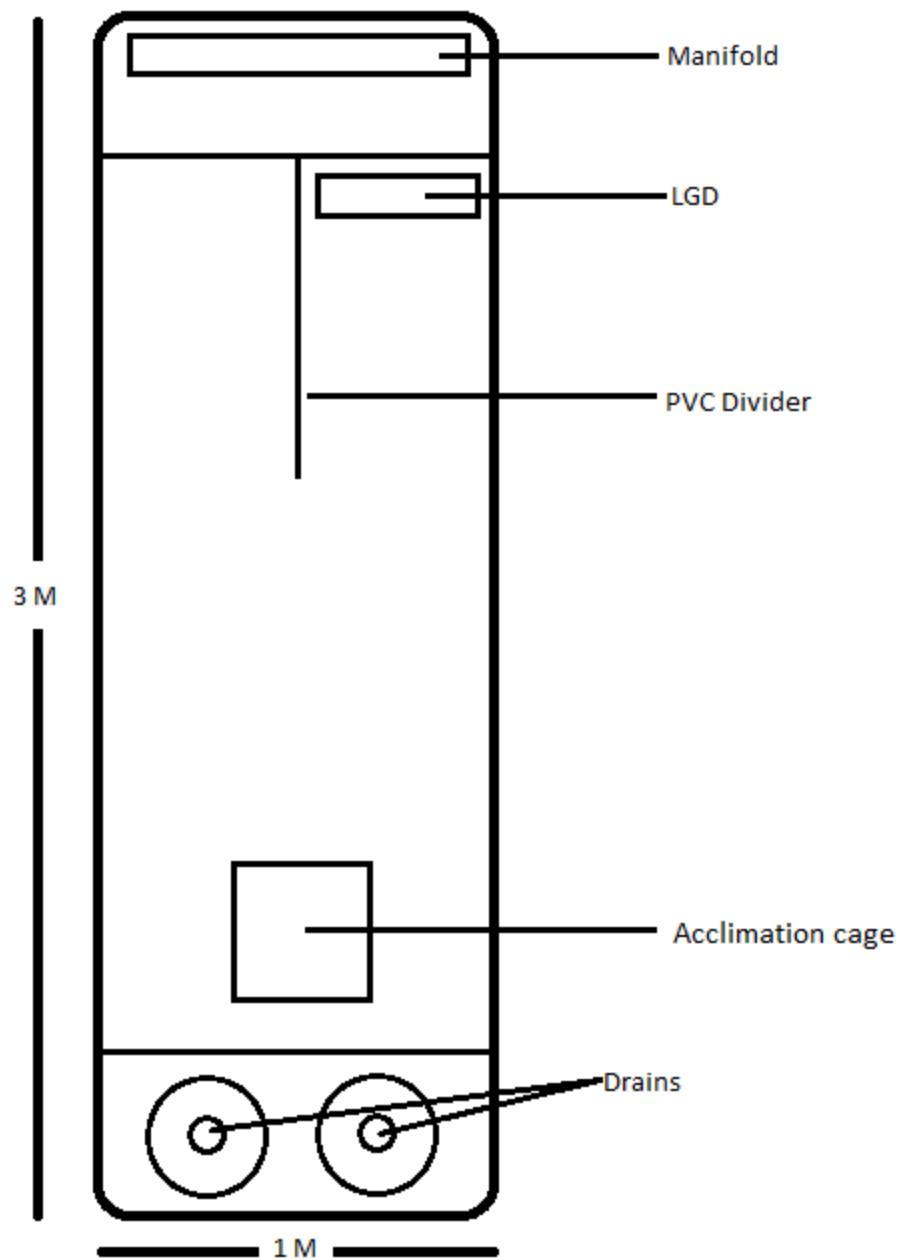 Manifold
LGD
PVC Divider
3 M
Acclimation cage
Drains
1 M